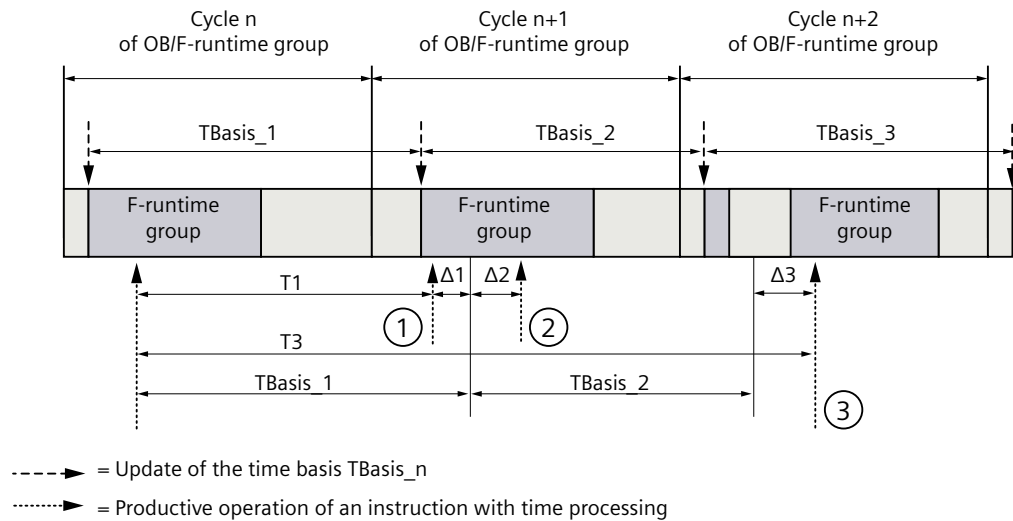 Cycle n
of OB/F-runtime group
Cycle n+1
of OB/F-runtime group
Cycle n+2
of OB/F-runtime group
TBasis_1
TBasis_2
TBasis_3
F-runtime
group
F-runtime
group
F-runtime
group
T1
Δ1
Δ2
Δ3
1
2
T3
TBasis_1
TBasis_2
3
= Update of the time basis TBasis_n
= Productive operation of an instruction with time processing